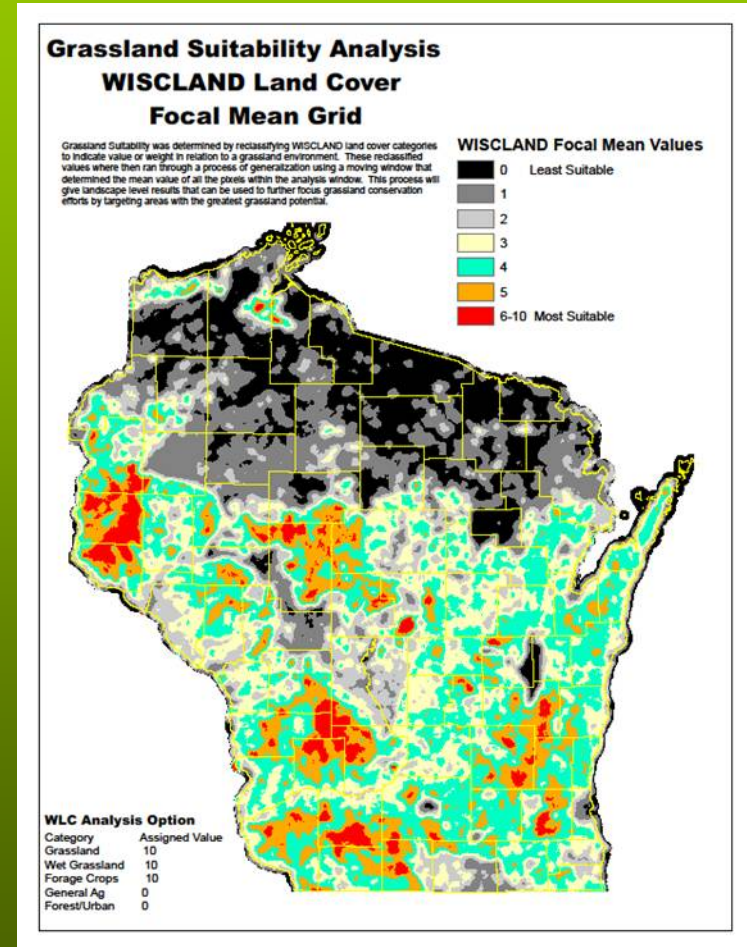 Grassland Suitability Analysis
WISCLAND Land Cover
Focal Mean Grid
Grassland Suitability was determined by reclassifying WISCLAND land cover categories
to indicate value or weight in relation to a grassland environment.  These reclassified
values where then ran through a process of generalization using a moving window that
determined the mean value of all the pixels within the analysis window.  This process will
give landscape level results that can be used to further focus grassland conservation
efforts by targeting areas with the greatest grassland potential.
WISCLAND Focal Mean Values
0 Least Suitable
1
2
3
4
5
6-10 Most Suitable
WLC Analysis Option
Category Assigned Value
Grassland 10
Wet Grassland 10
Forage Crops 10
General Ag 0
Forest/Urban 0